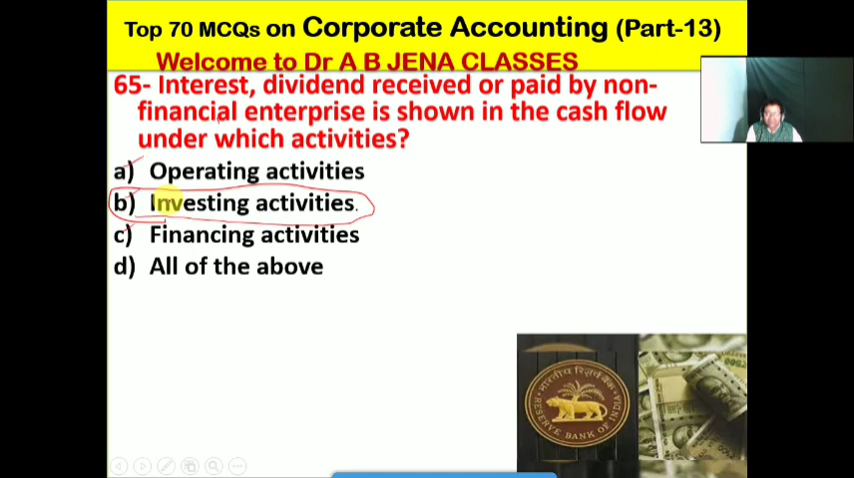 Top 70 MCQs on Corporate Accounting (Part-13)
Welcome to Dr A B JENA CLASSES
65- Interest, dividend received or paid by non-
financial enterprise is shown in the cash flow
under which activities?
a) Operating activities
b) Investing activities.
c) Financing activities
d) All of the above
भारतीय रिज़र्व बैंक
RESERVE BANK OF INDIA